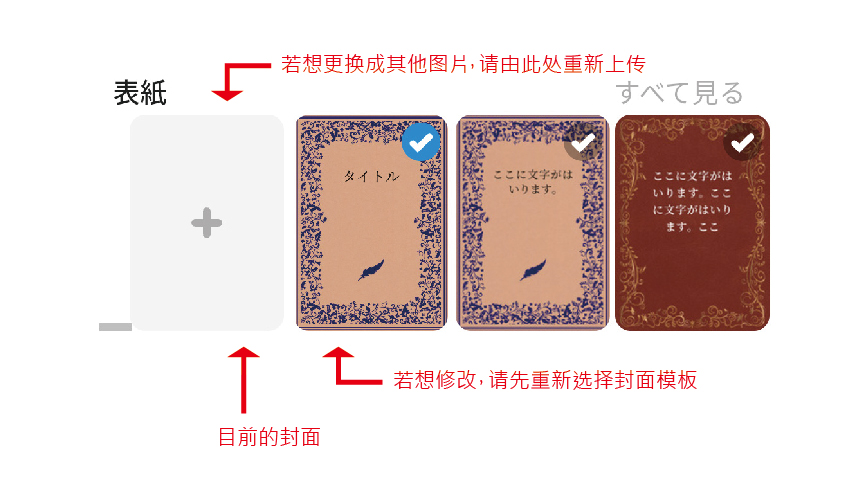 若想更换成其他图片，请由此处重新上传
表紙
すべて見る
タイトル
ここに文字がは
いります。
ここに文字がは
いります。ここ
に文字がはいり
ます。ここ
若想修改，请先重新选择封面模板
目前的封面